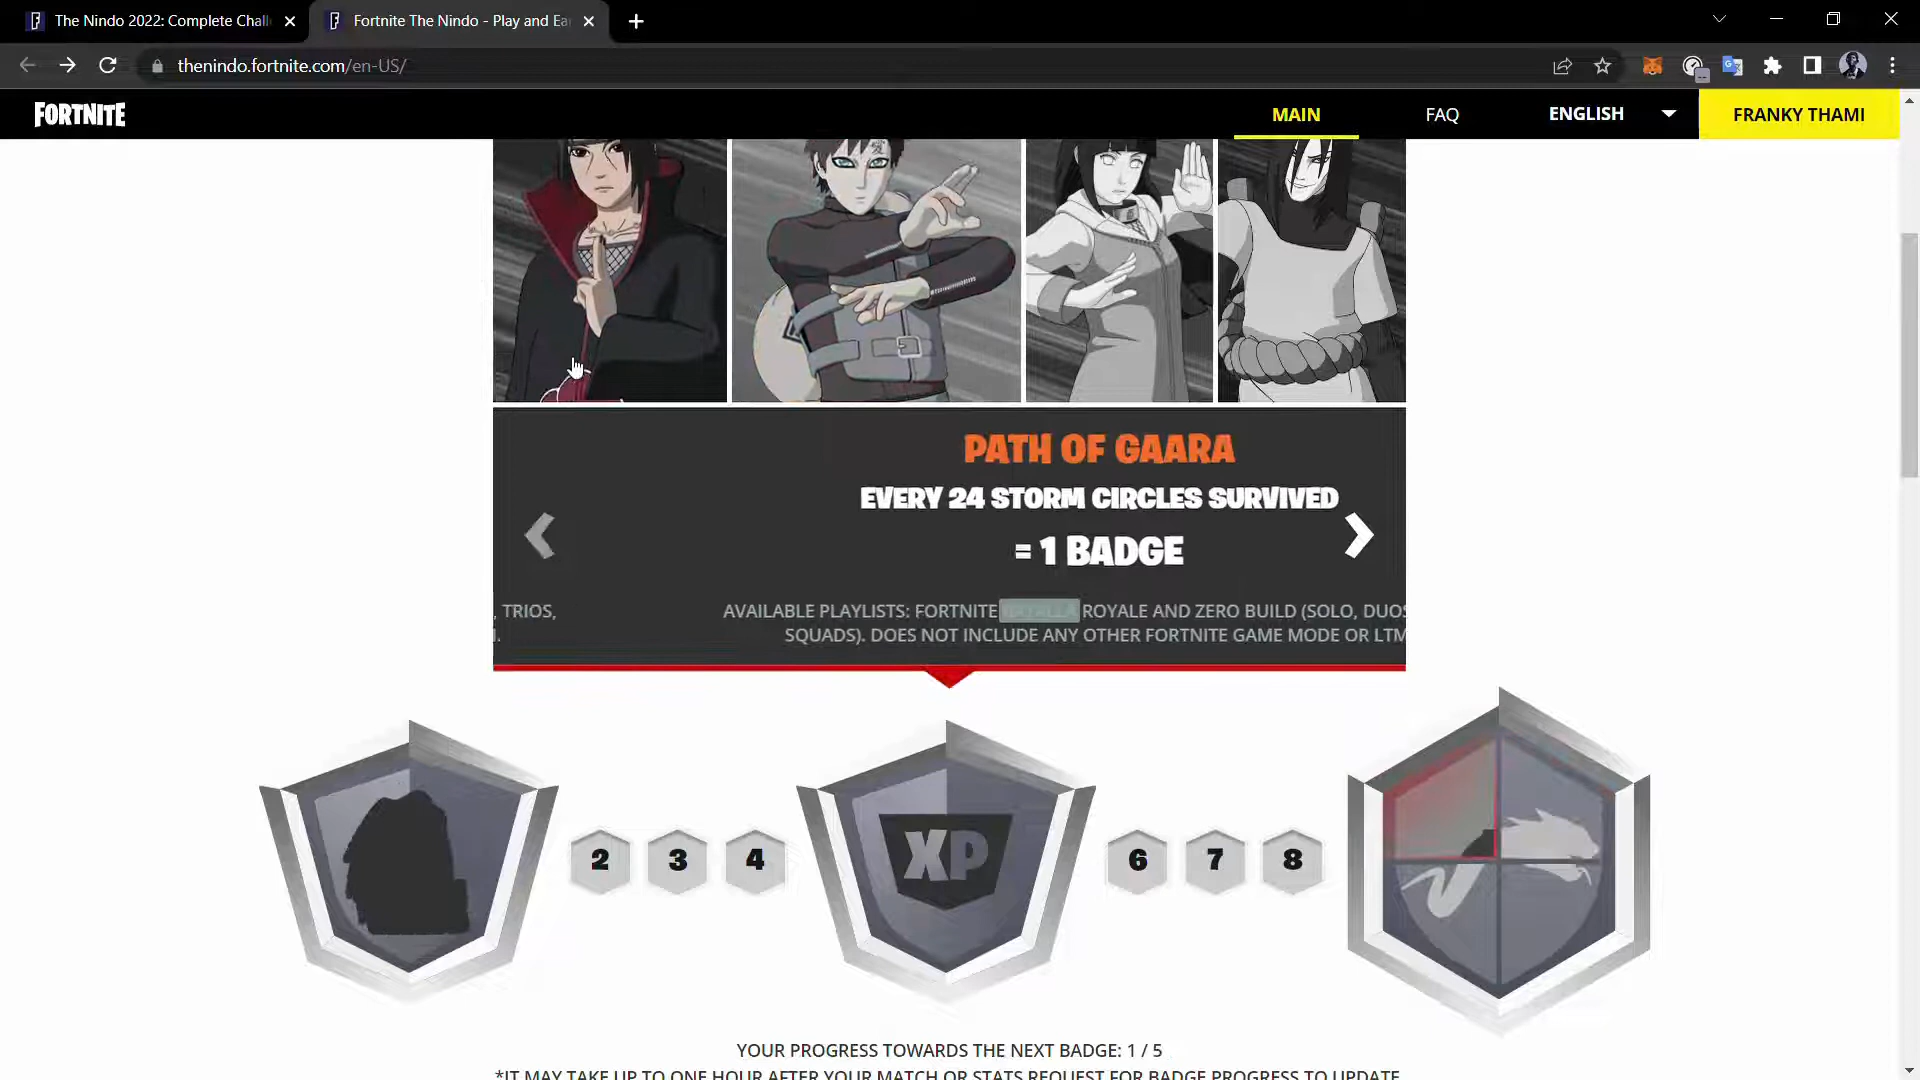 The Nindo 2022: Complete Chall
Fortnite The Nindo - Play and Ea
thenindo.fortnite.com/en-US/
FORTNITE
MAIN
FAQ
ENGLISH
FRANKY THAMI
PATH OF GAARA
EVERY 24 STORM CIRCLES SURVIVED
= 1 BADGE
, TRIOS,
AVAILABLE PLAYLISTS: FORTNITE ROYALE AND ZERO BUILD (SOLO, DUOS
SQUADS). DOES NOT INCLUDE ANY OTHER FORTNITE GAME MODE OR LTM
2
3
4
XP
6
7
8
YOUR PROGRESS TOWARDS THE NEXT BADGE: 1 / 5
*IT MAY TAKE UP TO ONE HOUR AFTER YOUR MATCH OR STATS REQUEST FOR BADGE PROGRESS TO UPDATE